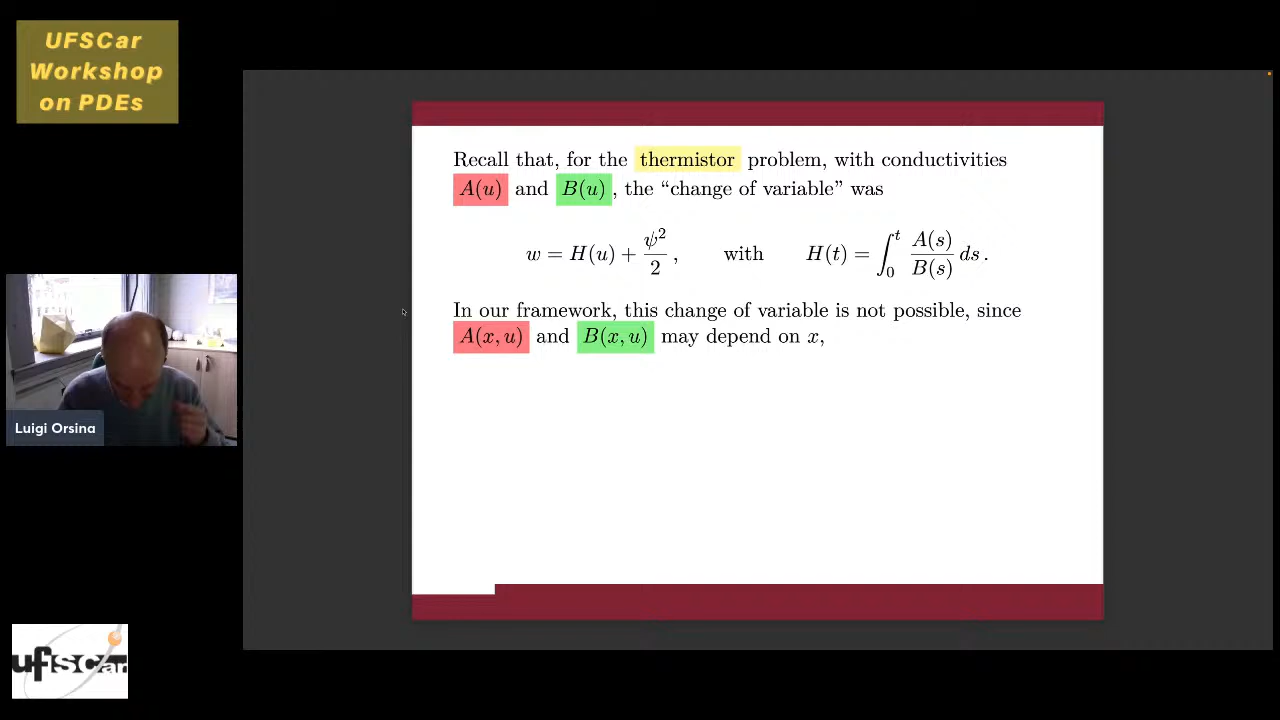 UFSCar
Workshop
on PDEs
Recall that, for the thermistor problem, with conductivities
A(u) and B(u), the “change of variable” was
w = H(u) + ψ²/2 , with H(t) = ∫₀ᵗ A(s)/B(s) ds .
In our framework, this change of variable is not possible, since
A(x, u) and B(x, u) may depend on x,
Luigi Orsina
ufscar